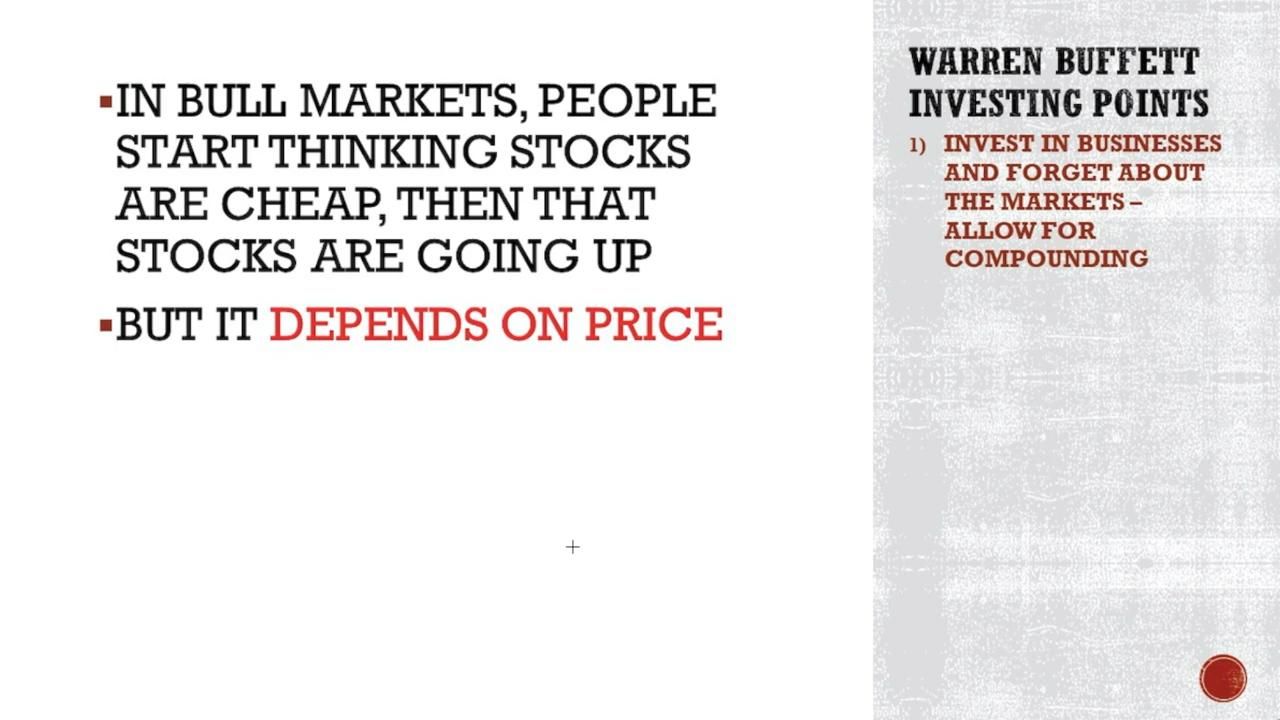 ▪IN BULL MARKETS, PEOPLE
START THINKING STOCKS
ARE CHEAP, THEN THAT
STOCKS ARE GOING UP
▪BUT IT DEPENDS ON PRICE
WARREN BUFFETT
INVESTING POINTS
1) INVEST IN BUSINESSES
AND FORGET ABOUT
THE MARKETS –
ALLOW FOR
COMPOUNDING